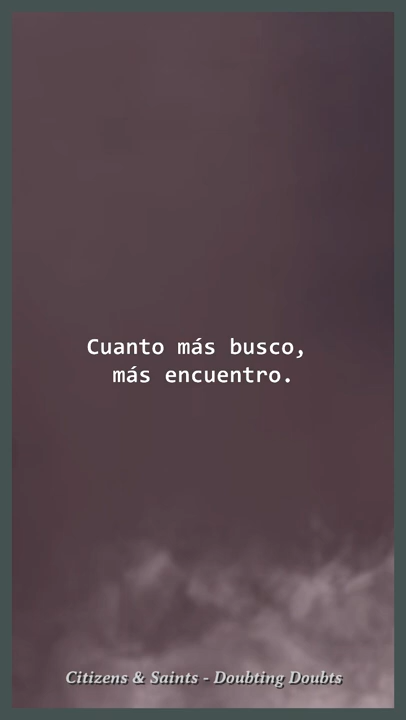 Cuanto más busco,
más encuentro.
Citizens & Saints - Doubting Doubts